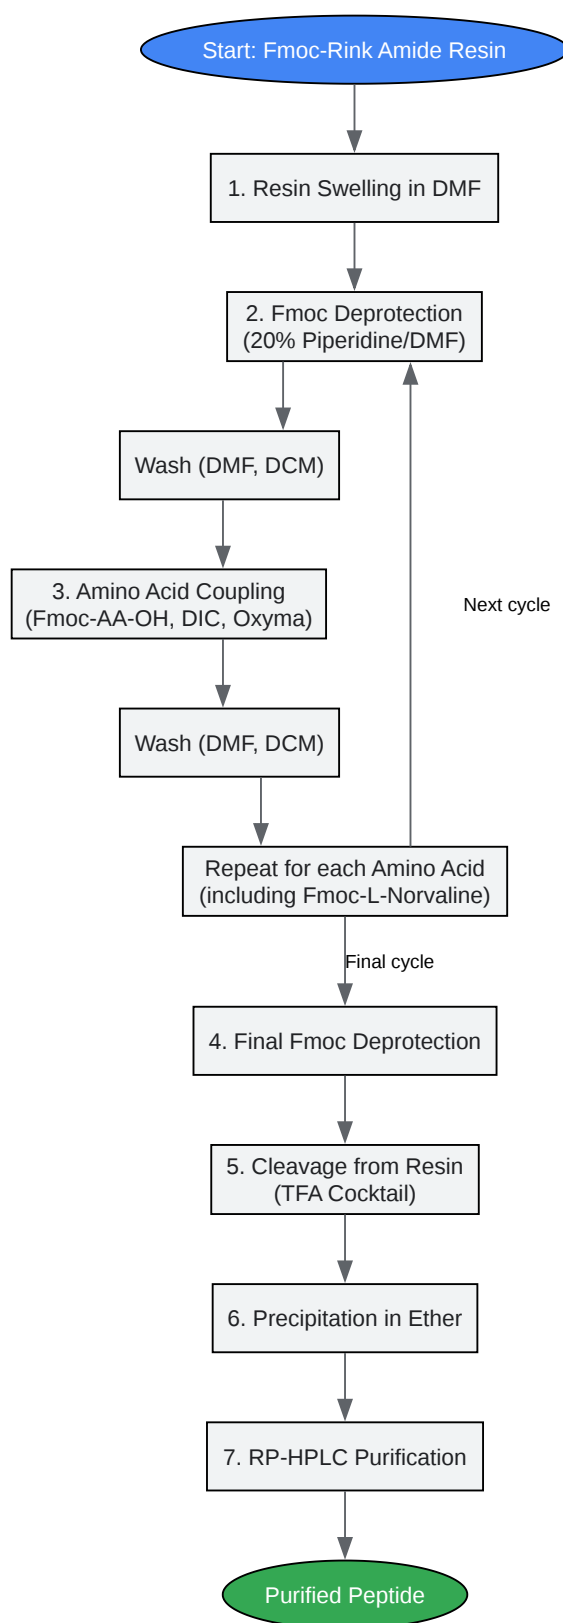 Start: Fmoc-Rink Amide Resin
1. Resin Swelling in DMF
2. Fmoc Deprotection
(20% Piperidine/DMF)
Wash (DMF, DCM)
3. Amino Acid Coupling
(Fmoc-AA-OH, DIC, Oxyma)
Next cycle
Wash (DMF, DCM)
Repeat for each Amino Acid
(including Fmoc-L-Norvaline)
Final cycle
4. Final Fmoc Deprotection
5. Cleavage from Resin
(TFA Cocktail)
6. Precipitation in Ether
7. RP-HPLC Purification
Purified Peptide